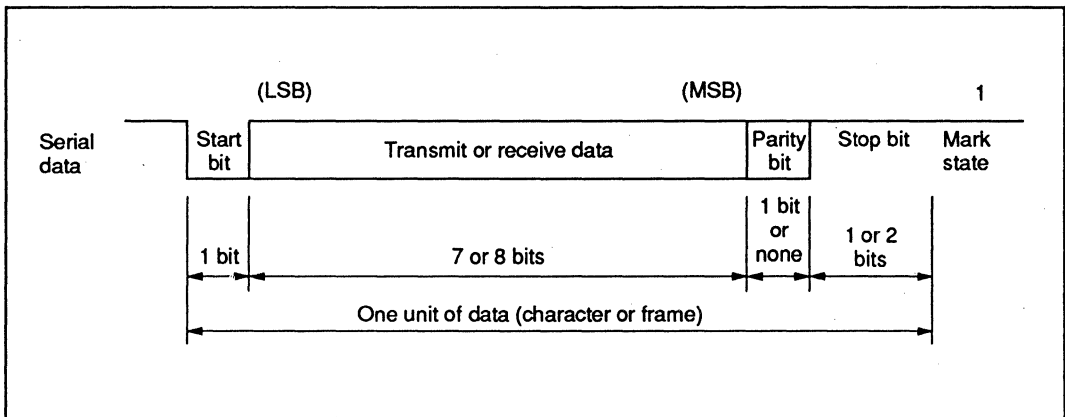 (LSB)
(MSB)
1
Serial
data
Start
bit
Transmit or receive data
Parity
bit
Stop bit
Mark
state
1 bit
7 or 8 bits
1 bit
or
none
1 or 2
bits
One unit of data (character or frame)